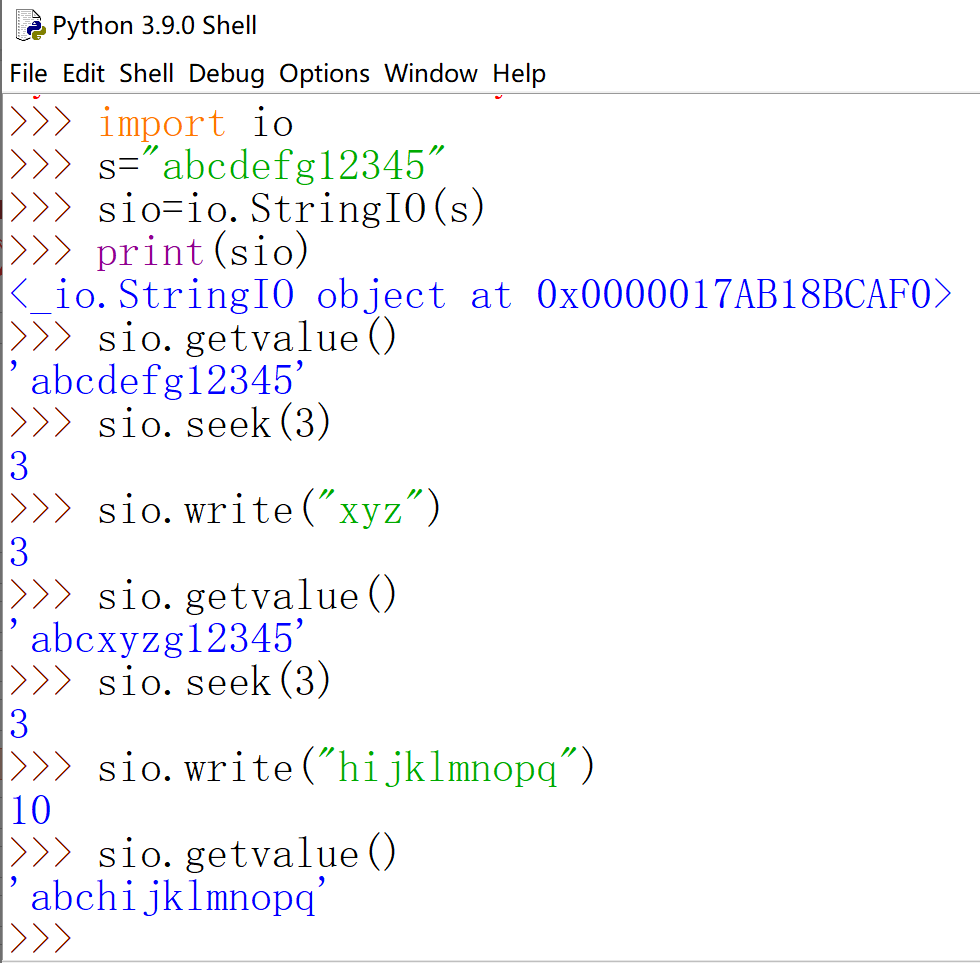 Python 3.9.0 Shell
File Edit Shell Debug Options Window Help
>>> import io
>>> s="abcdefg12345"
>>> sio=io.StringIO(s)
>>> print(sio)
<_io.StringIO object at 0x0000017AB18BCAF0>
>>> sio.getvalue()
'abcdefg12345'
>>> sio.seek(3)
3
>>> sio.write("xyz")
3
>>> sio.getvalue()
'abcxyzg12345'
>>> sio.seek(3)
3
>>> sio.write("hijklmnopq")
10
>>> sio.getvalue()
'abchijklmnopq'
>>>